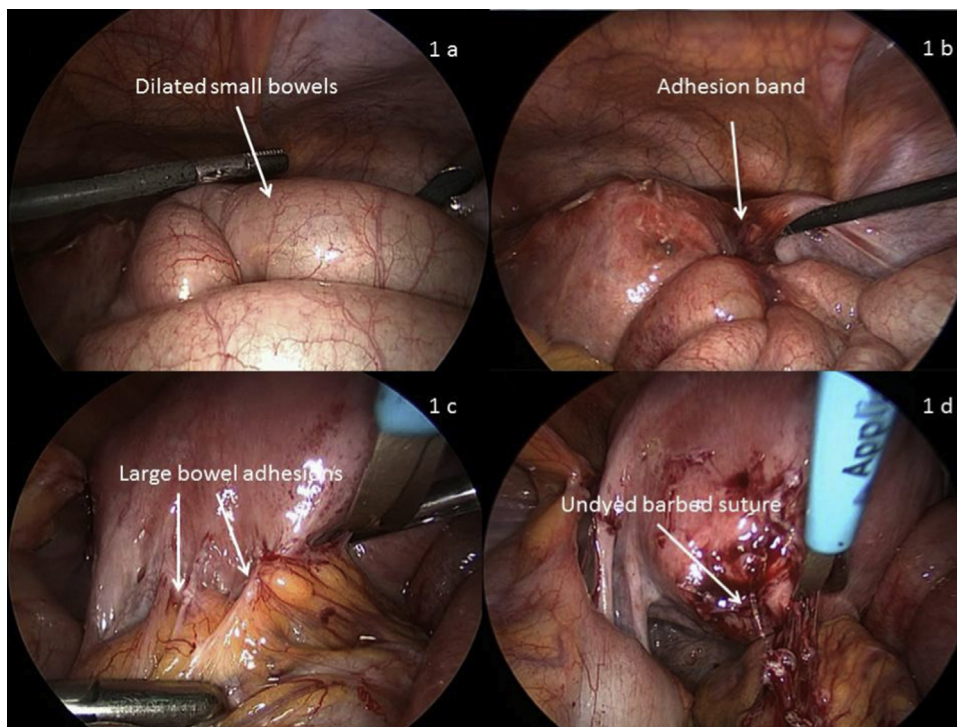 1 a
Dilated small bowels
1 b
Adhesion band
1 c
Large bowel adhesions
1 d
Undyed barbed suture
Appli